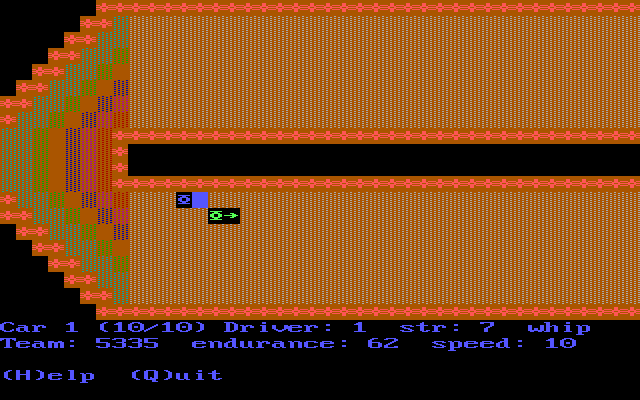 Car 1 (10/10) Driver: 1 str: 7 whip
Team: 5335 endurance: 62 speed: 10
(H)elp (Q)uit